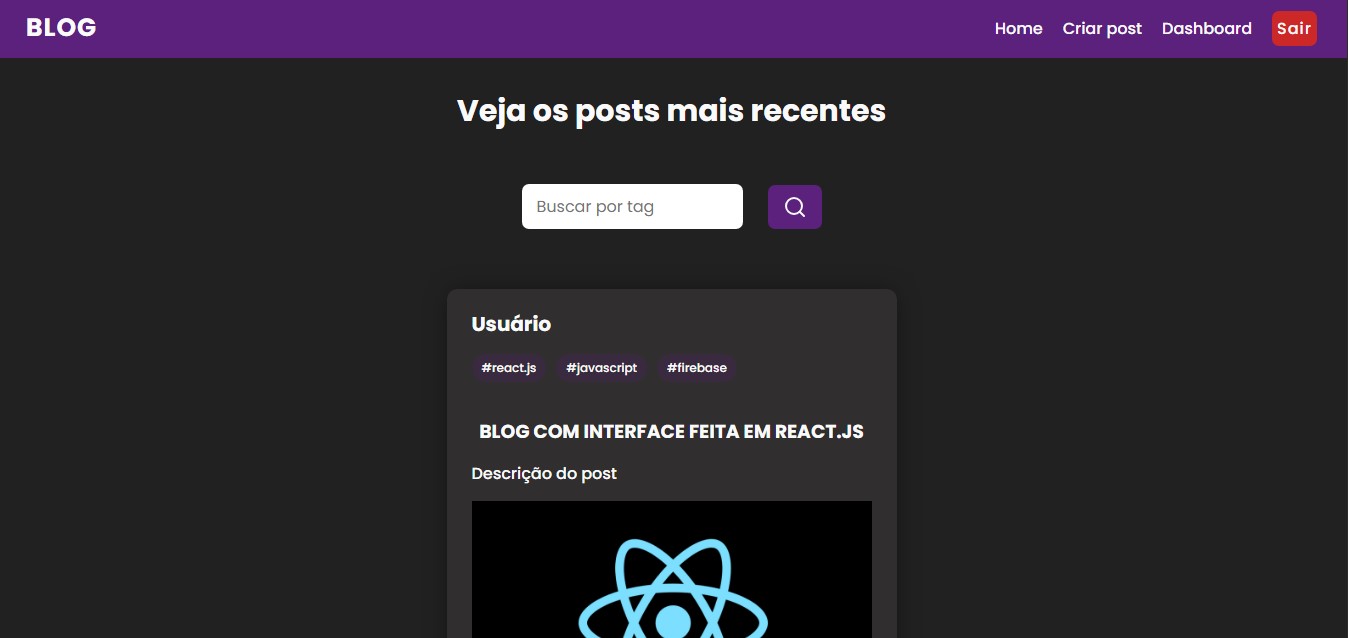 BLOG
Home Criar post Dashboard Sair
Veja os posts mais recentes
Buscar por tag
Usuário
#react.js #javascript #firebase
BLOG COM INTERFACE FEITA EM REACT.JS
Descrição do post